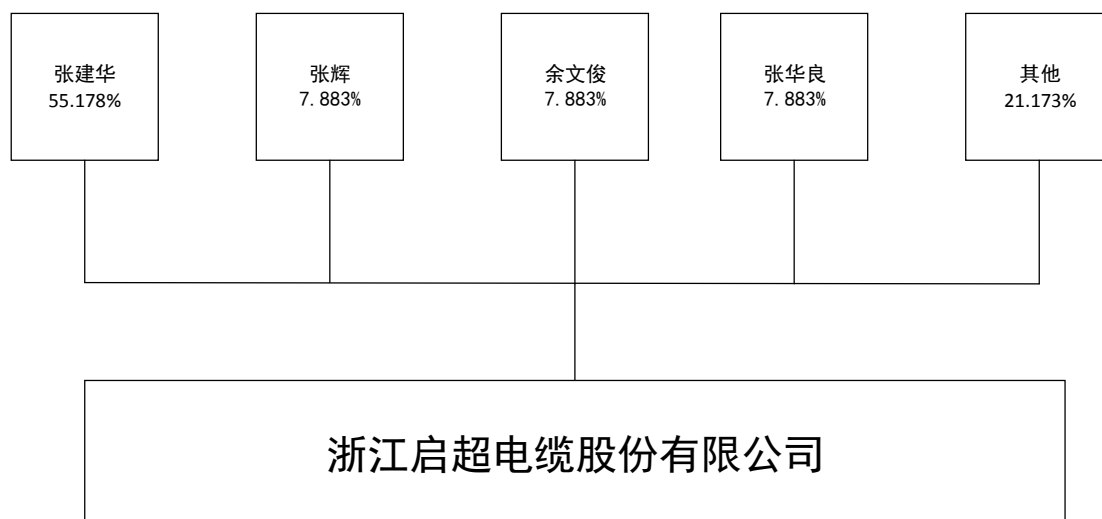 张建华
55.178%
张辉
7.883%
余文俊
7.883%
张华良
7.883%
其他
21.173%
浙江启超电缆股份有限公司